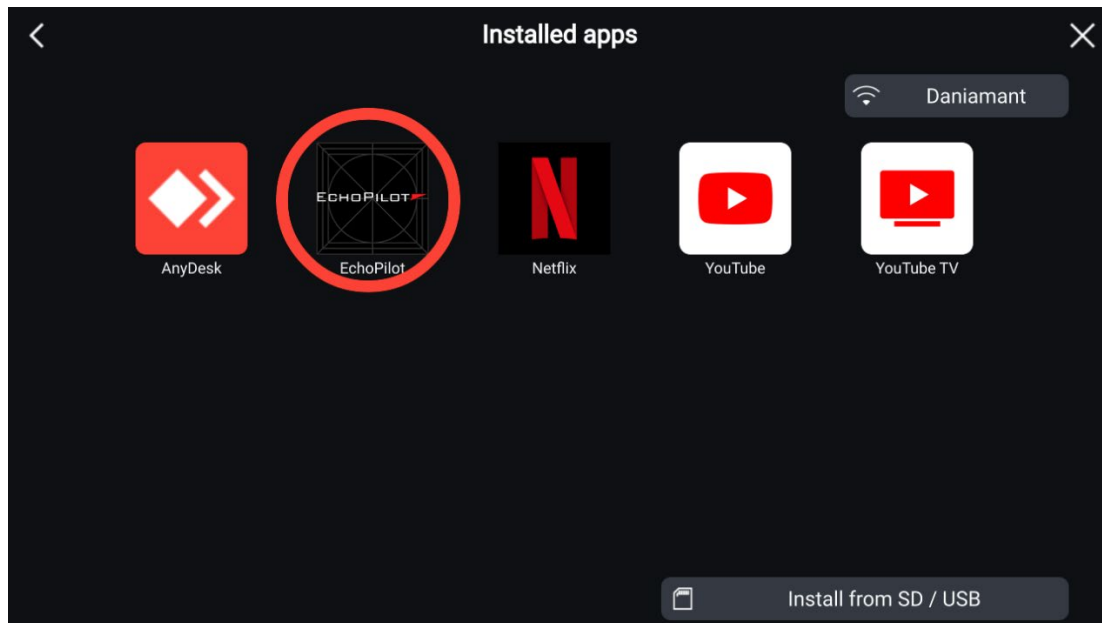 Installed apps
Daniamant
ECHOPILOT
AnyDesk
EchoPilot
Netflix
YouTube
YouTube TV
Install from SD / USB